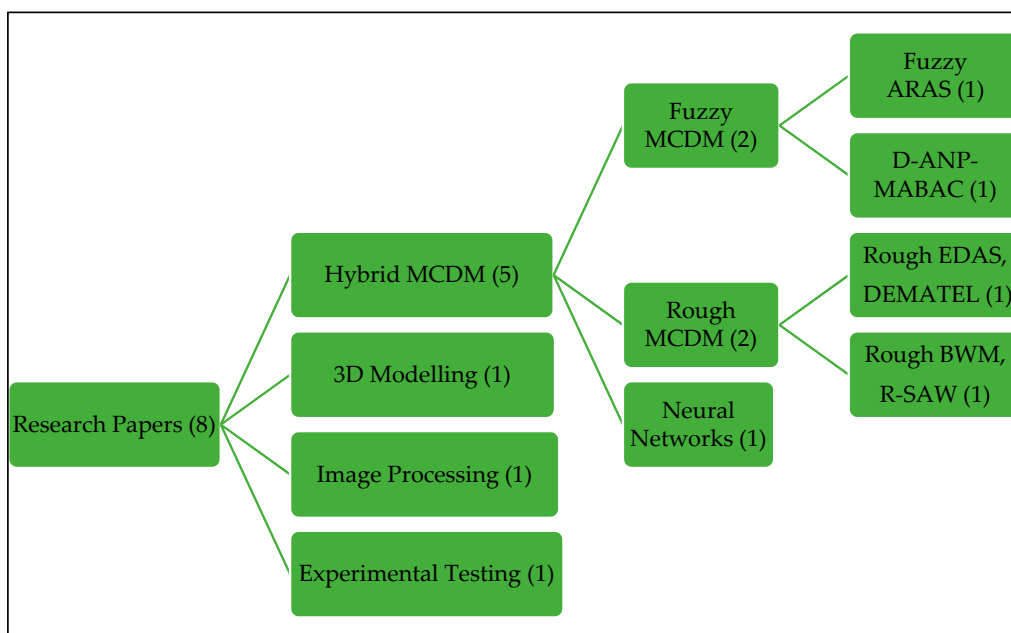 Research Papers (8)
Hybrid MCDM (5)
3D Modelling (1)
Image Processing (1)
Experimental Testing (1)
Fuzzy
MCDM (2)
Rough
MCDM (2)
Neural
Networks (1)
Fuzzy
ARAS (1)
D-ANP-
MABAC (1)
Rough EDAS,
DEMATEL (1)
Rough BWM,
R-SAW (1)